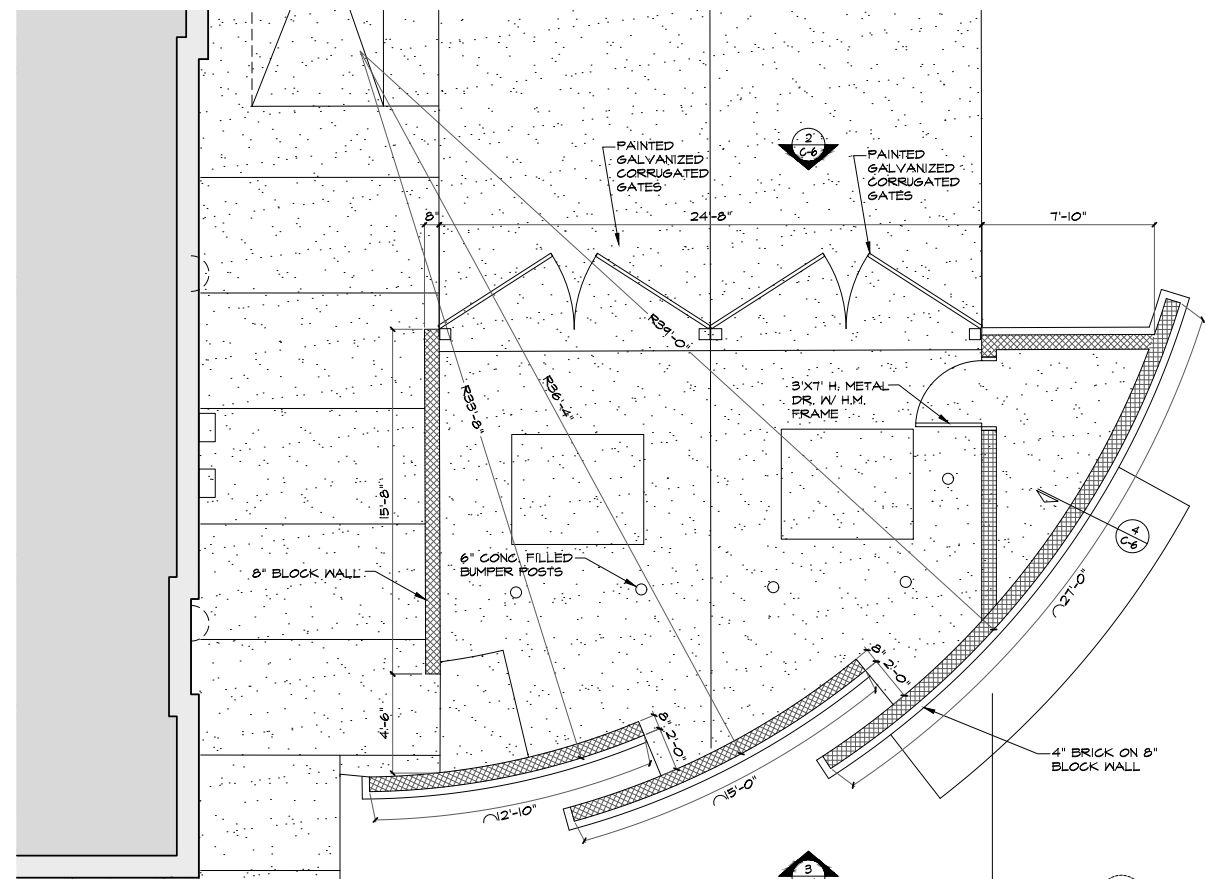 2
C-6
PAINTED
GALVANIZED
CORRUGATED
GATES
PAINTED
GALVANIZED
CORRUGATED
GATES
8"
24'-8"
7'-10"
R39'-0"
R36'-4"
R33'-8"
3'X7' H. METAL
DR. W/ H.M.
FRAME
15'-8"
4
C-6
6" CONC. FILLED
BUMPER POSTS
8" BLOCK WALL
27'-0"
8"
2'-0"
4'-6"
8"
2'-0"
4" BRICK ON 8"
BLOCK WALL
15'-0"
12'-10"
3